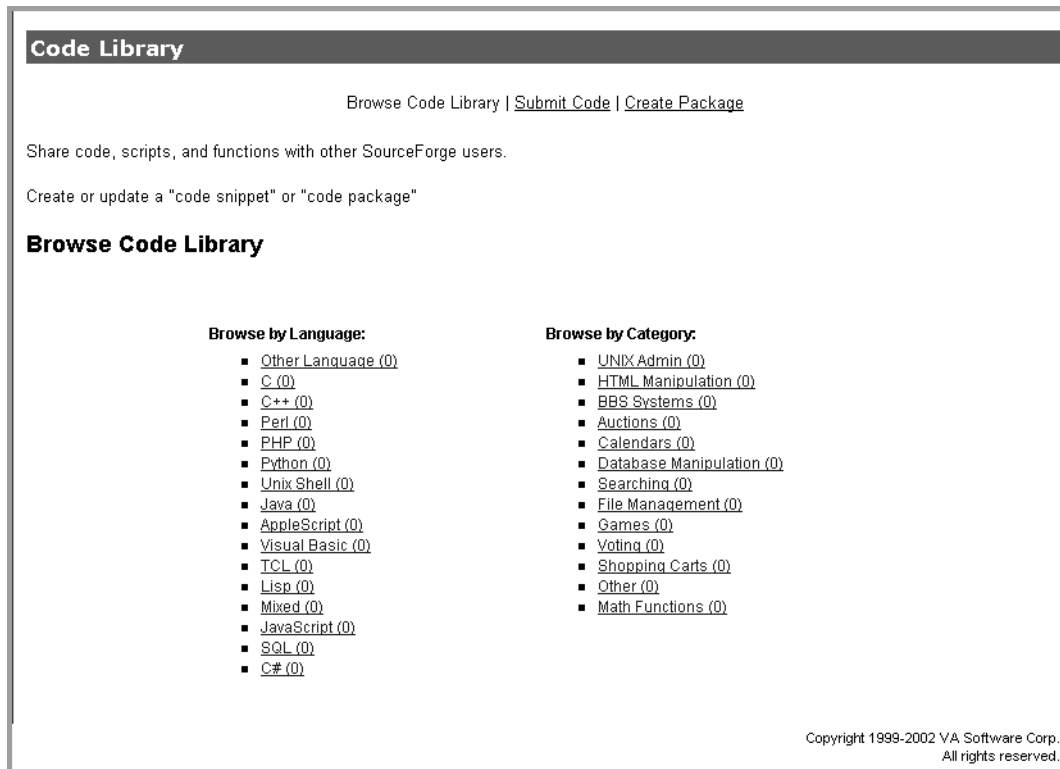 Code Library
Browse Code Library | Submit Code | Create Package
Share code, scripts, and functions with other SourceForge users.
Create or update a "code snippet" or "code package"
Browse Code Library
Browse by Language:
Other Language (0)
C (0)
C++ (0)
Perl (0)
PHP (0)
Python (0)
Unix Shell (0)
Java (0)
AppleScript (0)
Visual Basic (0)
TCL (0)
Lisp (0)
Mixed (0)
JavaScript (0)
SQL (0)
C# (0)
Browse by Category:
UNIX Admin (0)
HTML Manipulation (0)
BBS Systems (0)
Auctions (0)
Calendars (0)
Database Manipulation (0)
Searching (0)
File Management (0)
Games (0)
Voting (0)
Shopping Carts (0)
Other (0)
Math Functions (0)
Copyright 1999-2002 VA Software Corp.
All rights reserved.